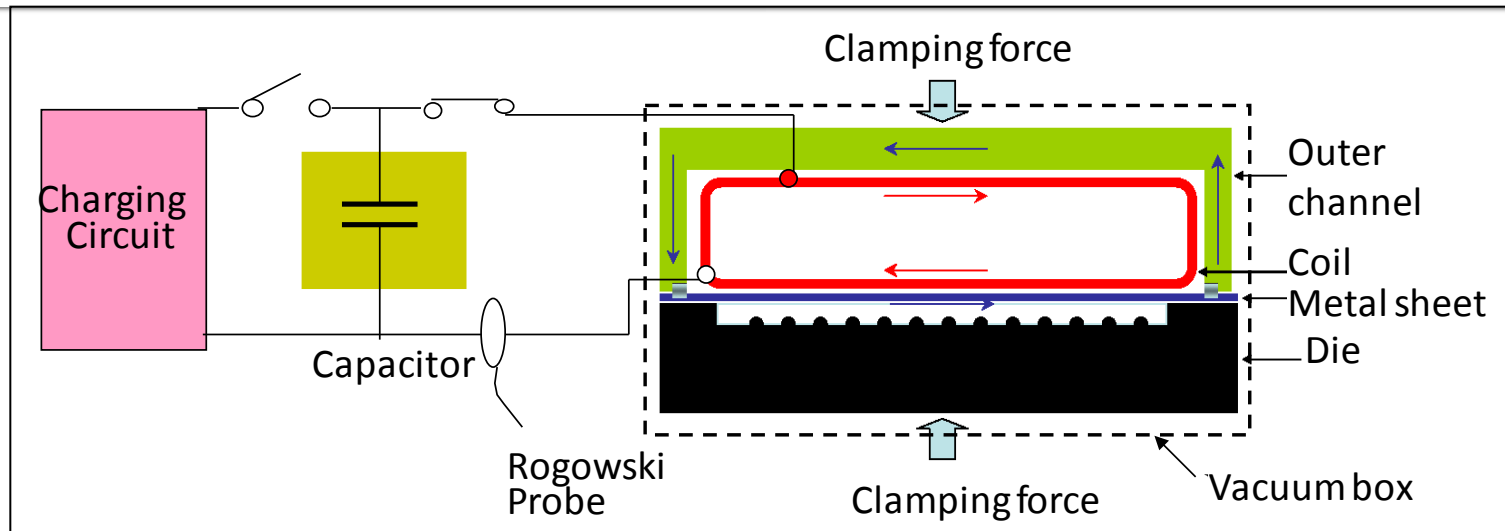 Clamping force
Outer
channel
Charging
Circuit
Coil
Metal sheet
Die
Capacitor
Rogowski
Probe
Clamping force
Vacuum box